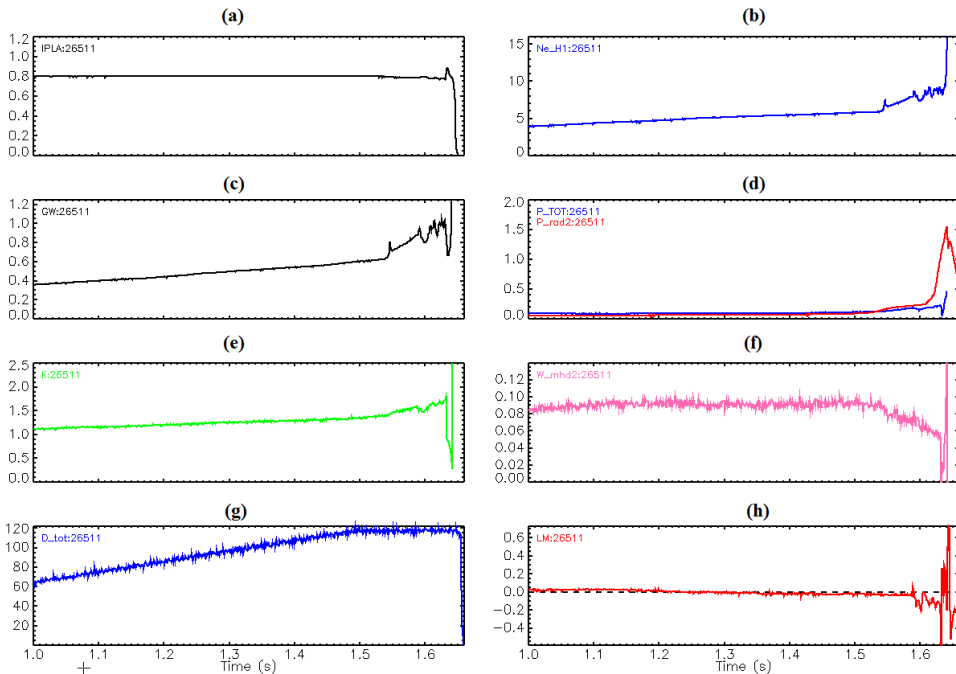 (a)
IPLA:26511
1.2
1.0
0.8
0.6
0.4
0.2
0.0
(b)
Ne_H1:26511
15
10
5
0
(c)
GW:26511
1.2
1.0
0.8
0.6
0.4
0.2
0.0
(d)
P_TOT:26511
P_rad2:26511
2.0
1.5
1.0
0.5
0.0
(e)
li:26511
2.5
2.0
1.5
1.0
0.5
0.0
(f)
W_mhd2:26511
0.12
0.10
0.08
0.06
0.04
0.02
0.00
(g)
D_tot:26511
120
100
80
60
40
20
1.0 1.1 1.2 1.3 1.4 1.5 1.6
Time (s)
(h)
LM:26511
0.6
0.4
0.2
0.0
-0.2
-0.4
1.0 1.1 1.2 1.3 1.4 1.5 1.6
Time (s)